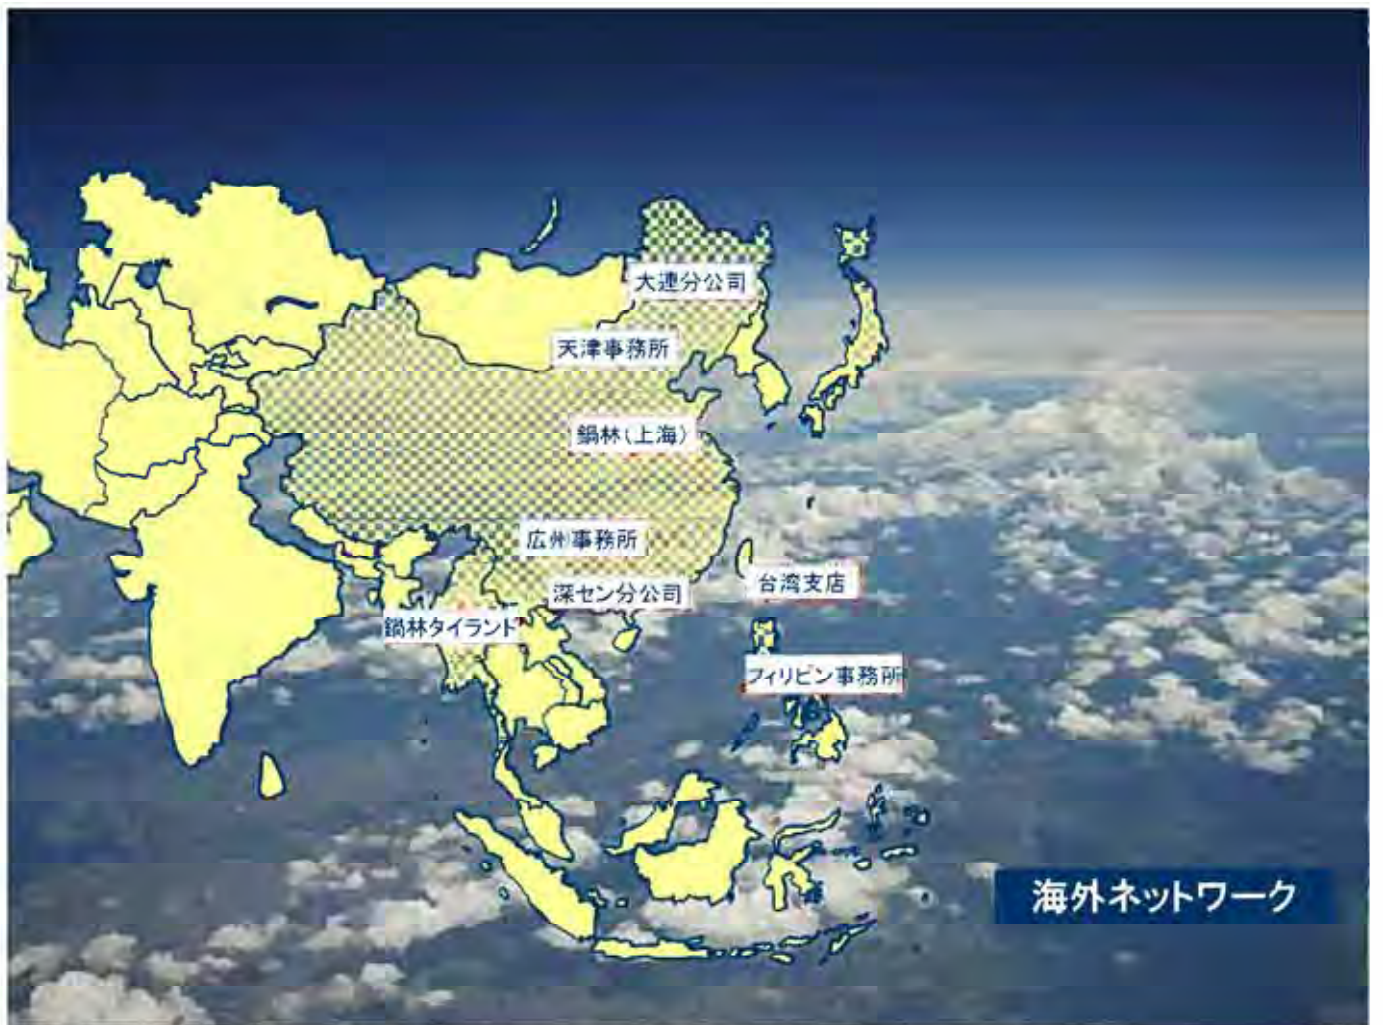 大連分公司
天津事務所
鍋林(上海)
広州事務所
深セン分公司
台湾支店
鍋林タイランド
フィリピン事務所
海外ネットワーク